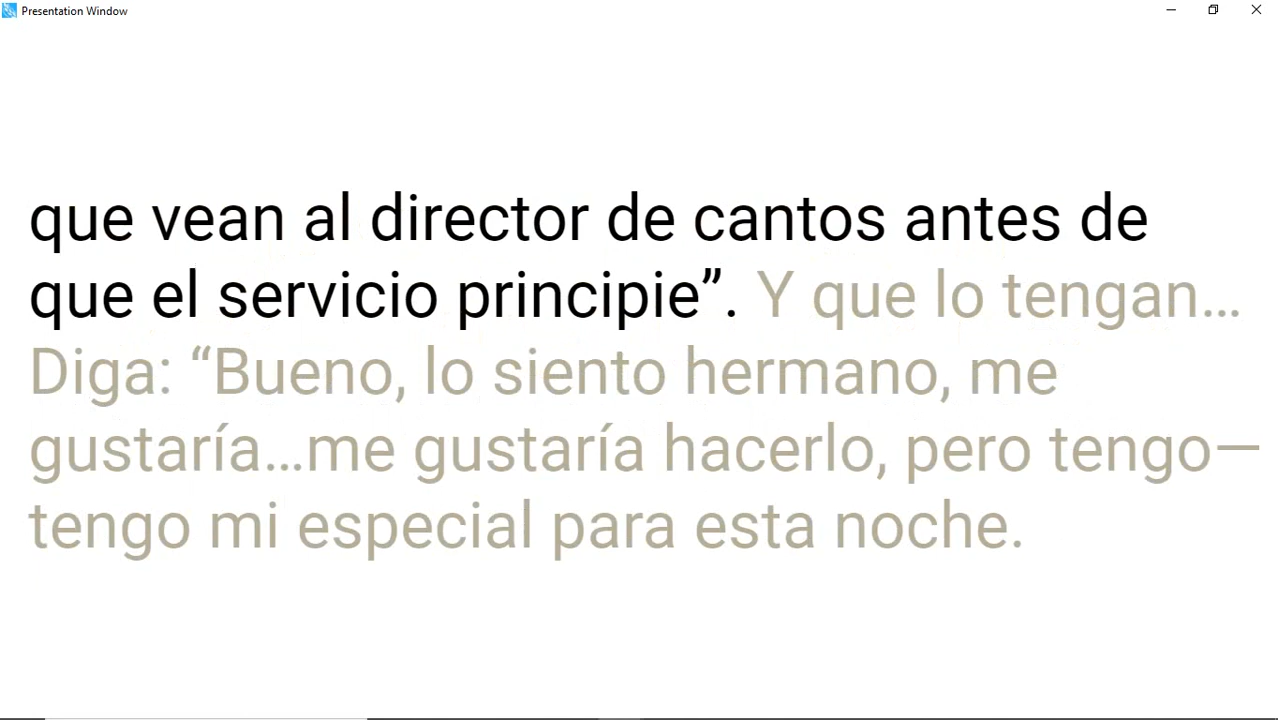 Presentation Window
que vean al director de cantos antes de
que el servicio principie”. Y que lo tengan…
Diga: “Bueno, lo siento hermano, me
gustaría…me gustaría hacerlo, pero tengo—
tengo mi especial para esta noche.